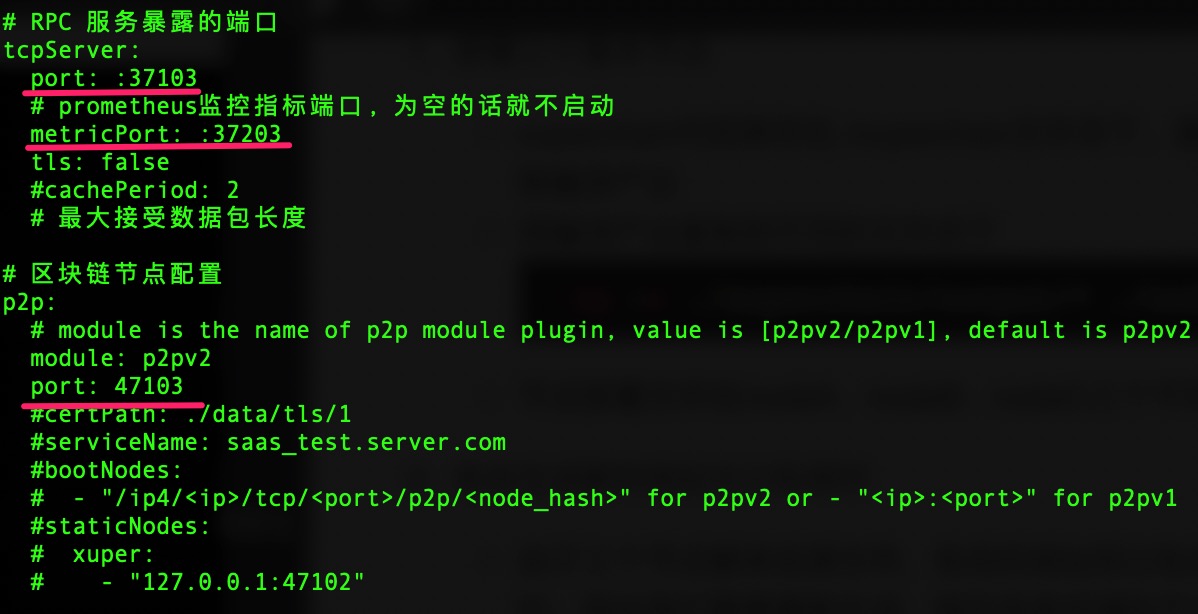 # RPC 服务暴露的端口
tcpServer:
  port: :37103
  # prometheus监控指标端口，为空的话就不启动
  metricPort: :37203
  tls: false
  #cachePeriod: 2
  # 最大接受数据包长度

# 区块链节点配置
p2p:
  # module is the name of p2p module plugin, value is [p2pv2/p2pv1], default is p2pv2
  module: p2pv2
  port: 47103
  #certPath: ./data/tls/1
  #serviceName: saas_test.server.com
  #bootNodes:
  #  - "/ip4/<ip>/tcp/<port>/p2p/<node_hash>" for p2pv2 or - "<ip>:<port>" for p2pv1
  #staticNodes:
  #  xuper:
  #    - "127.0.0.1:47102"